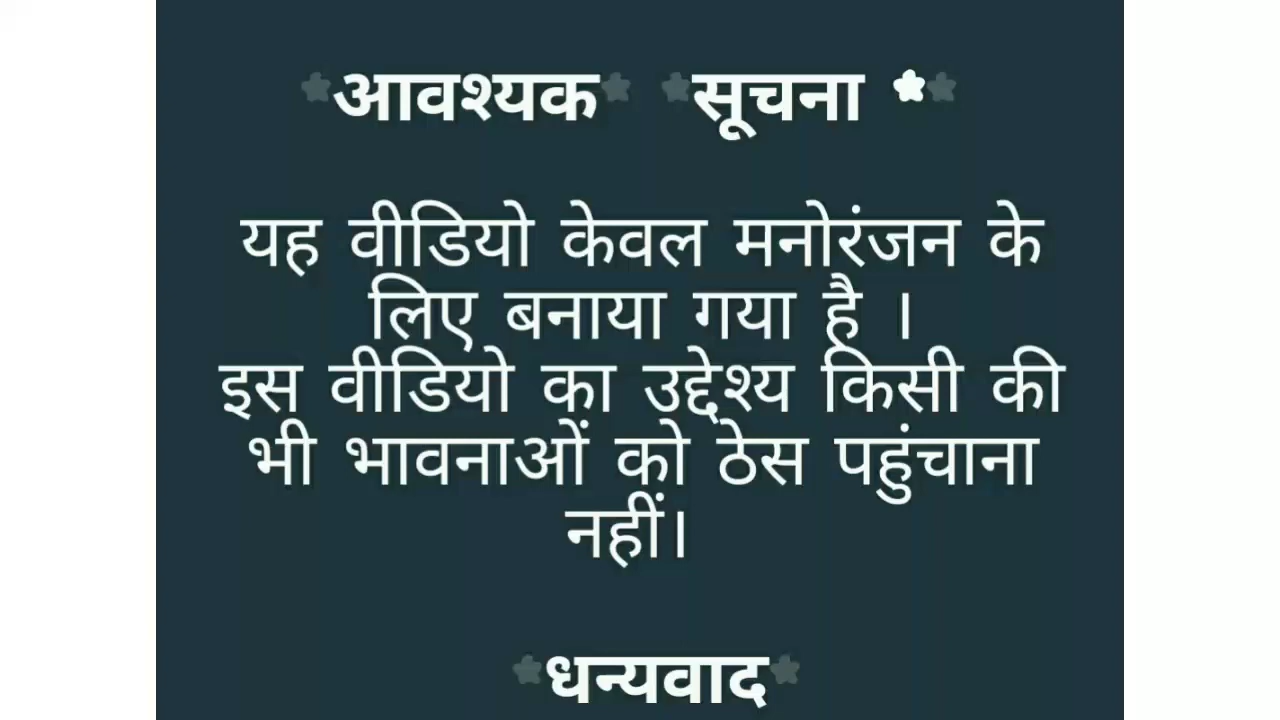 *आवश्यक* *सूचना **
यह वीडियो केवल मनोरंजन के
लिए बनाया गया है ।
इस वीडियो का उद्देश्य किसी की
भी भावनाओं को ठेस पहुंचाना
नहीं।
*धन्यवाद*